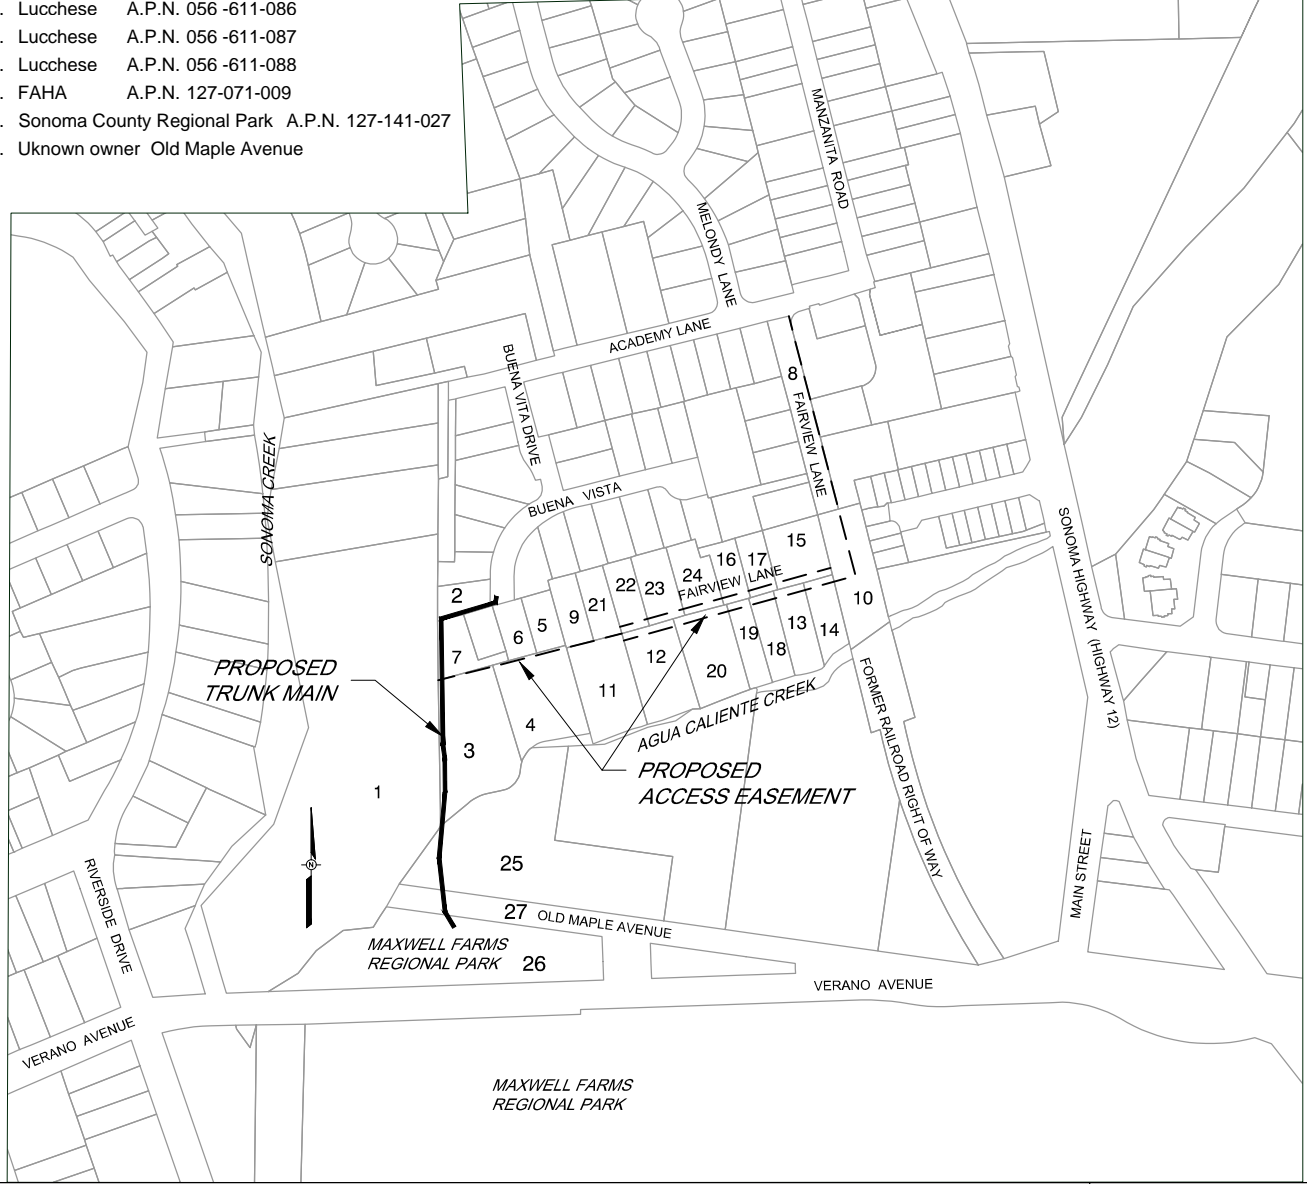 . Lucchese A.P.N. 056 -611-086
. Lucchese A.P.N. 056 -611-087
. Lucchese A.P.N. 056 -611-088
. FAHA A.P.N. 127-071-009
. Sonoma County Regional Park A.P.N. 127-141-027
. Uknown owner Old Maple Avenue
MANZANITA ROAD
MELONDY LANE
ACADEMY LANE
BUENA VITA DRIVE
8
FAIRVIEW LANE
SONOMA CREEK
BUENA VISTA
SONOMA HIGHWAY (HIGHWAY 12)
15
16
17
24
FAIRVIEW LANE
22
23
21
9
5
6
2
7
10
13
14
19
18
12
20
11
4
3
PROPOSED
TRUNK MAIN
AGUA CALIENTE CREEK
PROPOSED
ACCESS EASEMENT
FORMER RAILROAD RIGHT OF WAY
1
N
25
MAIN STREET
RIVERSIDE DRIVE
27
OLD MAPLE AVENUE
MAXWELL FARMS
REGIONAL PARK
26
VERANO AVENUE
VERANO AVENUE
MAXWELL FARMS
REGIONAL PARK